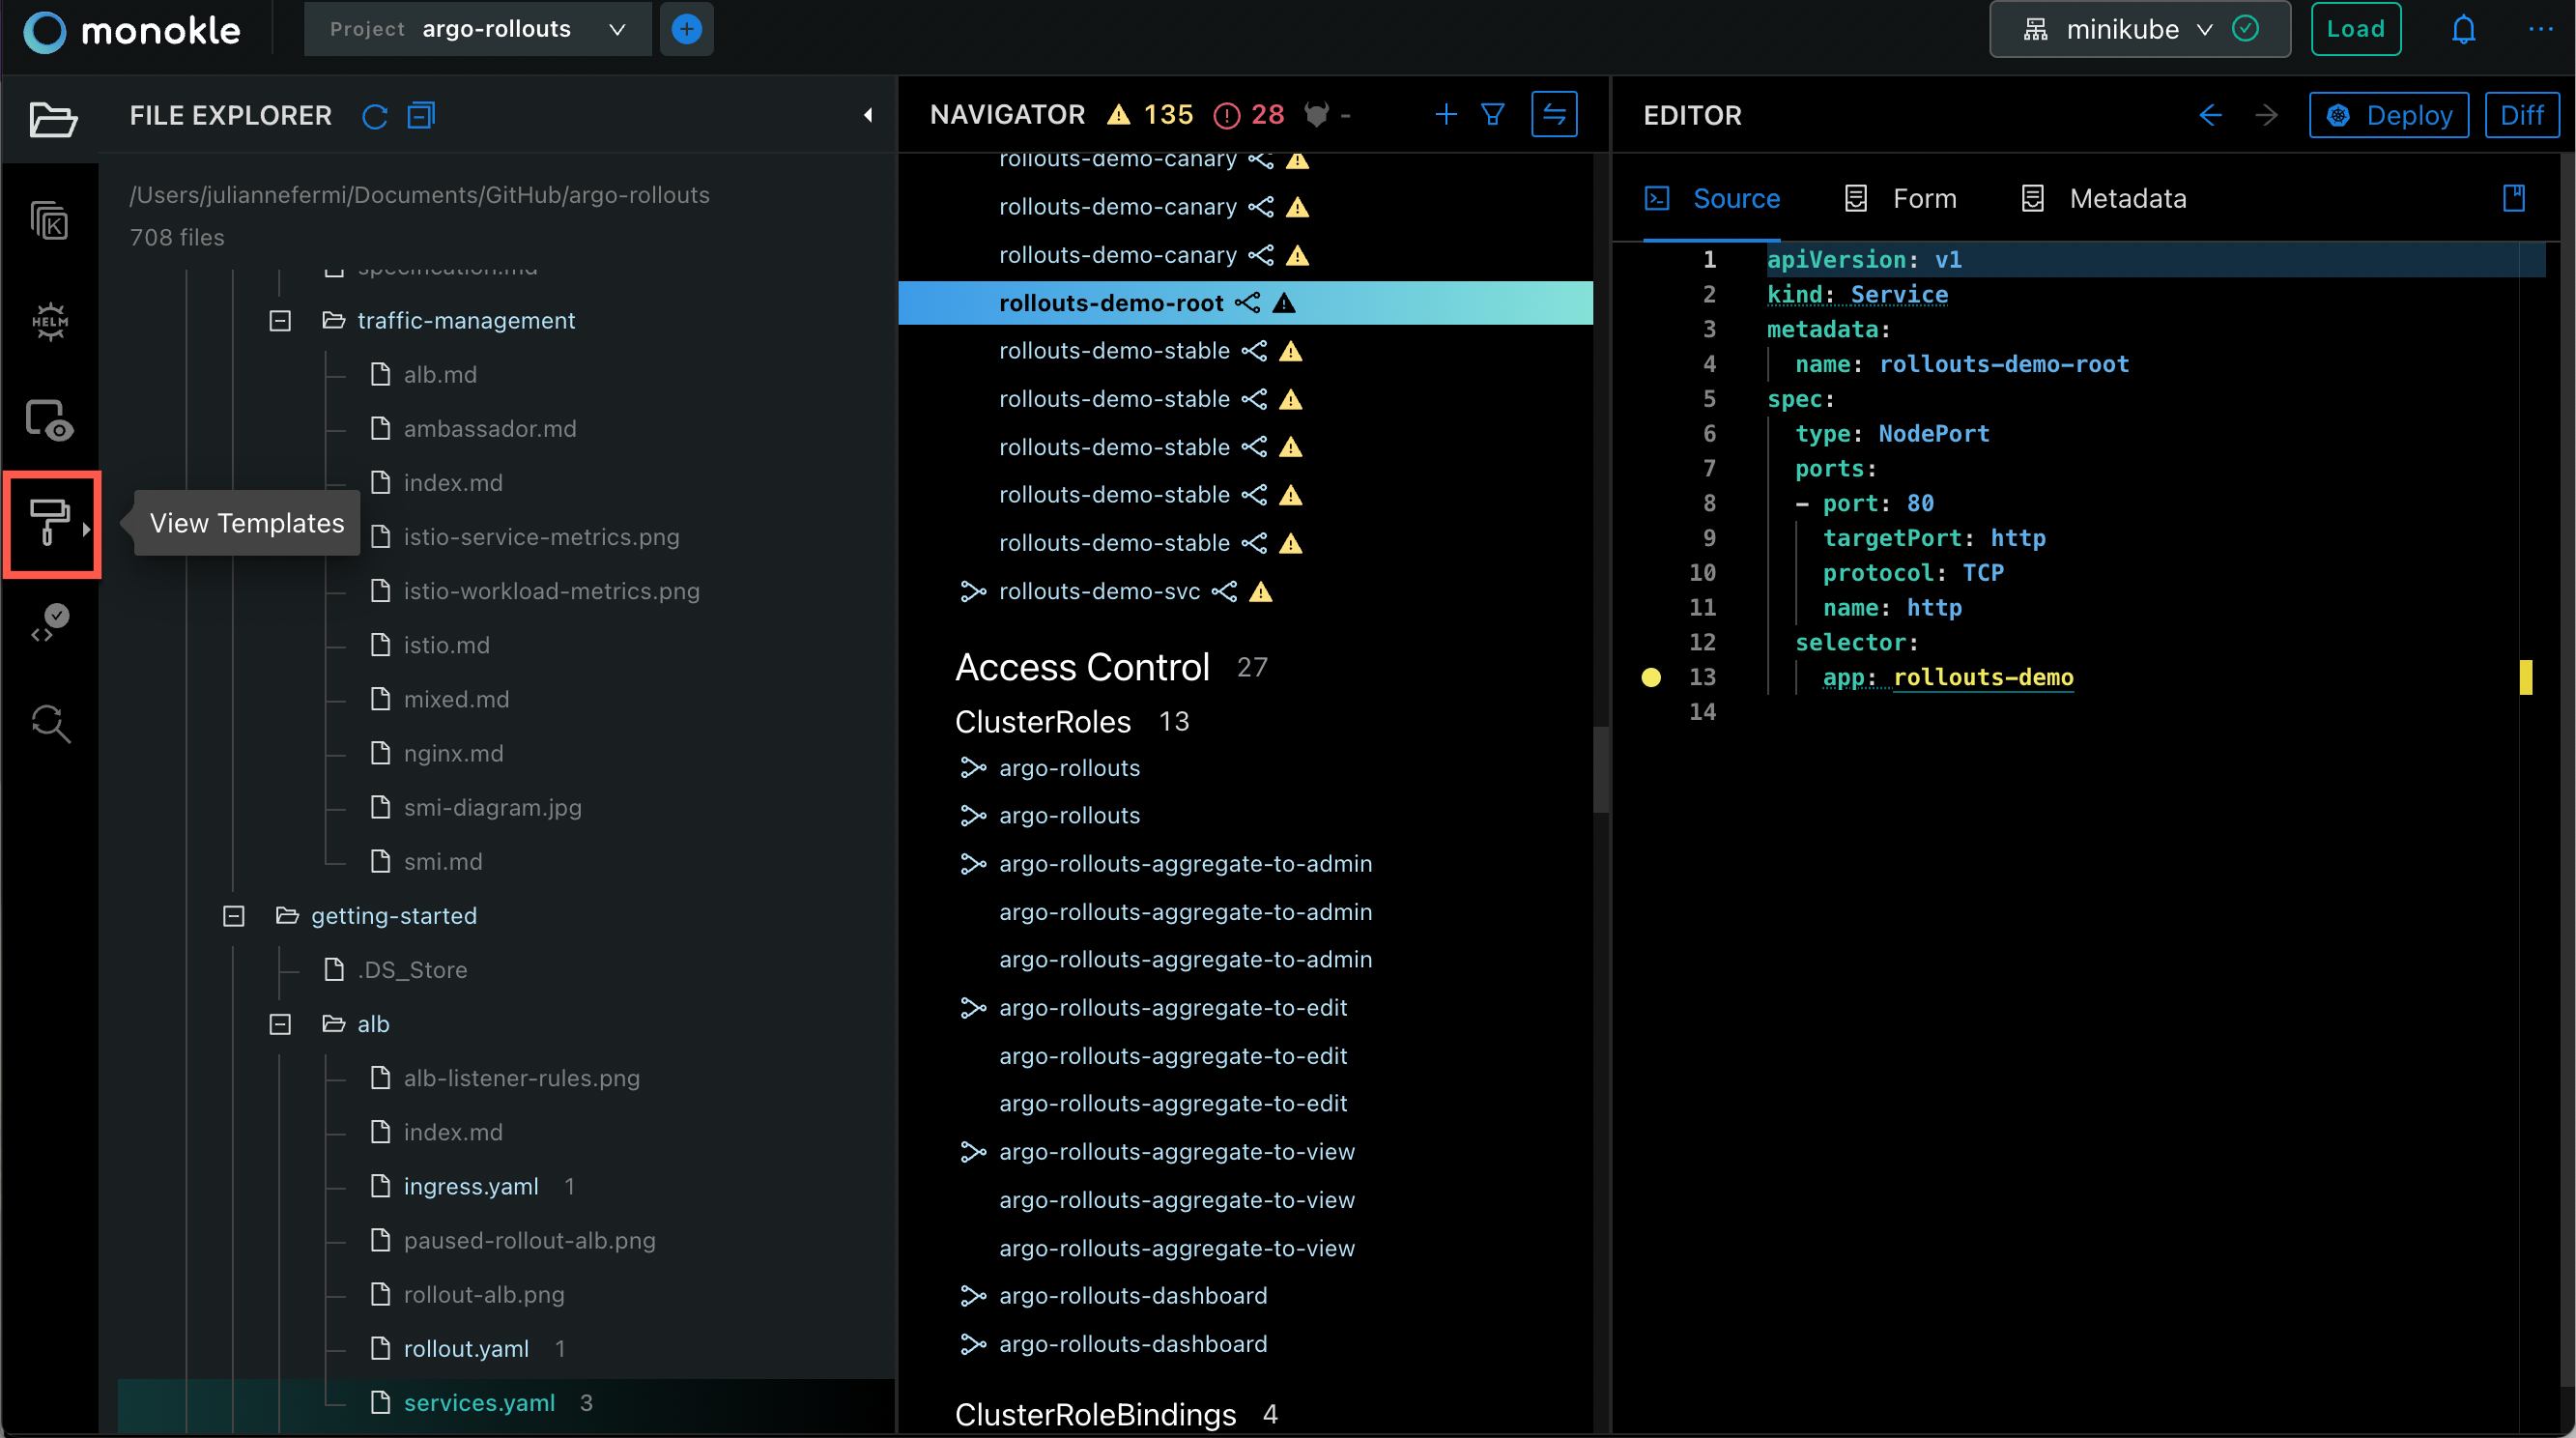 monokle
Project argo-rollouts
minikube
Load
FILE EXPLORER
/Users/juliannefermi/Documents/GitHub/argo-rollouts
708 files
specification.md
traffic-management
alb.md
ambassador.md
index.md
istio-service-metrics.png
istio-workload-metrics.png
istio.md
mixed.md
nginx.md
smi-diagram.jpg
smi.md
getting-started
.DS_Store
alb
alb-listener-rules.png
index.md
ingress.yaml 1
paused-rollout-alb.png
rollout-alb.png
rollout.yaml 1
services.yaml 3
K
HELM
View Templates
NAVIGATOR 135 28 -
rollouts-demo-canary
rollouts-demo-canary
rollouts-demo-canary
rollouts-demo-root
rollouts-demo-stable
rollouts-demo-stable
rollouts-demo-stable
rollouts-demo-stable
rollouts-demo-stable
rollouts-demo-svc
Access Control 27
ClusterRoles 13
argo-rollouts
argo-rollouts
argo-rollouts-aggregate-to-admin
argo-rollouts-aggregate-to-admin
argo-rollouts-aggregate-to-admin
argo-rollouts-aggregate-to-edit
argo-rollouts-aggregate-to-edit
argo-rollouts-aggregate-to-edit
argo-rollouts-aggregate-to-view
argo-rollouts-aggregate-to-view
argo-rollouts-aggregate-to-view
argo-rollouts-dashboard
argo-rollouts-dashboard
ClusterRoleBindings 4
EDITOR
Deploy
Diff
Source
Form
Metadata
1 apiVersion: v1
2 kind: Service
3 metadata:
4 name: rollouts-demo-root
5 spec:
6 type: NodePort
7 ports:
8 - port: 80
9 targetPort: http
10 protocol: TCP
11 name: http
12 selector:
13 app: rollouts-demo
14